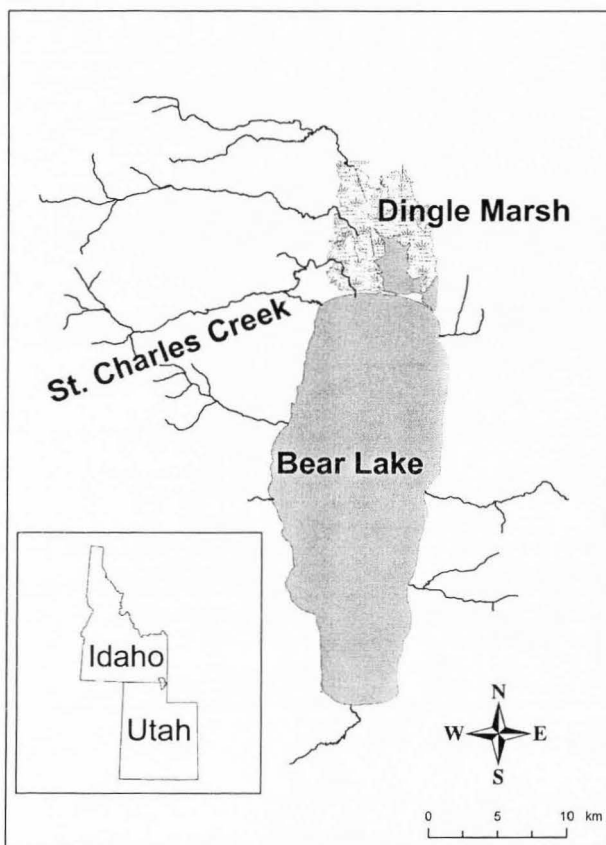 Dingle Marsh
St. Charles Creek
Bear Lake
Idaho
Utah
N
W E
S
0 5 10 km